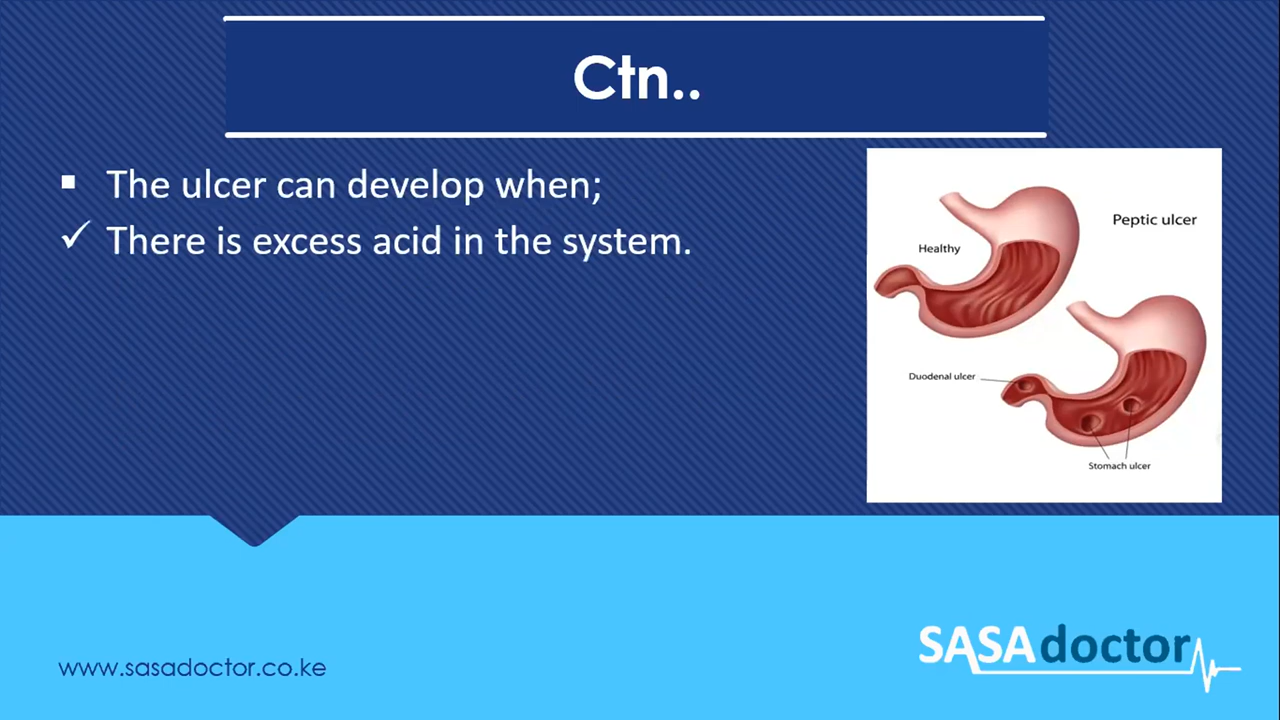 Ctn..
▪ The ulcer can develop when;
✓ There is excess acid in the system.
Peptic ulcer
Healthy
Duodenal ulcer
Stomach ulcer
www.sasadoctor.co.ke
SASAdoctor